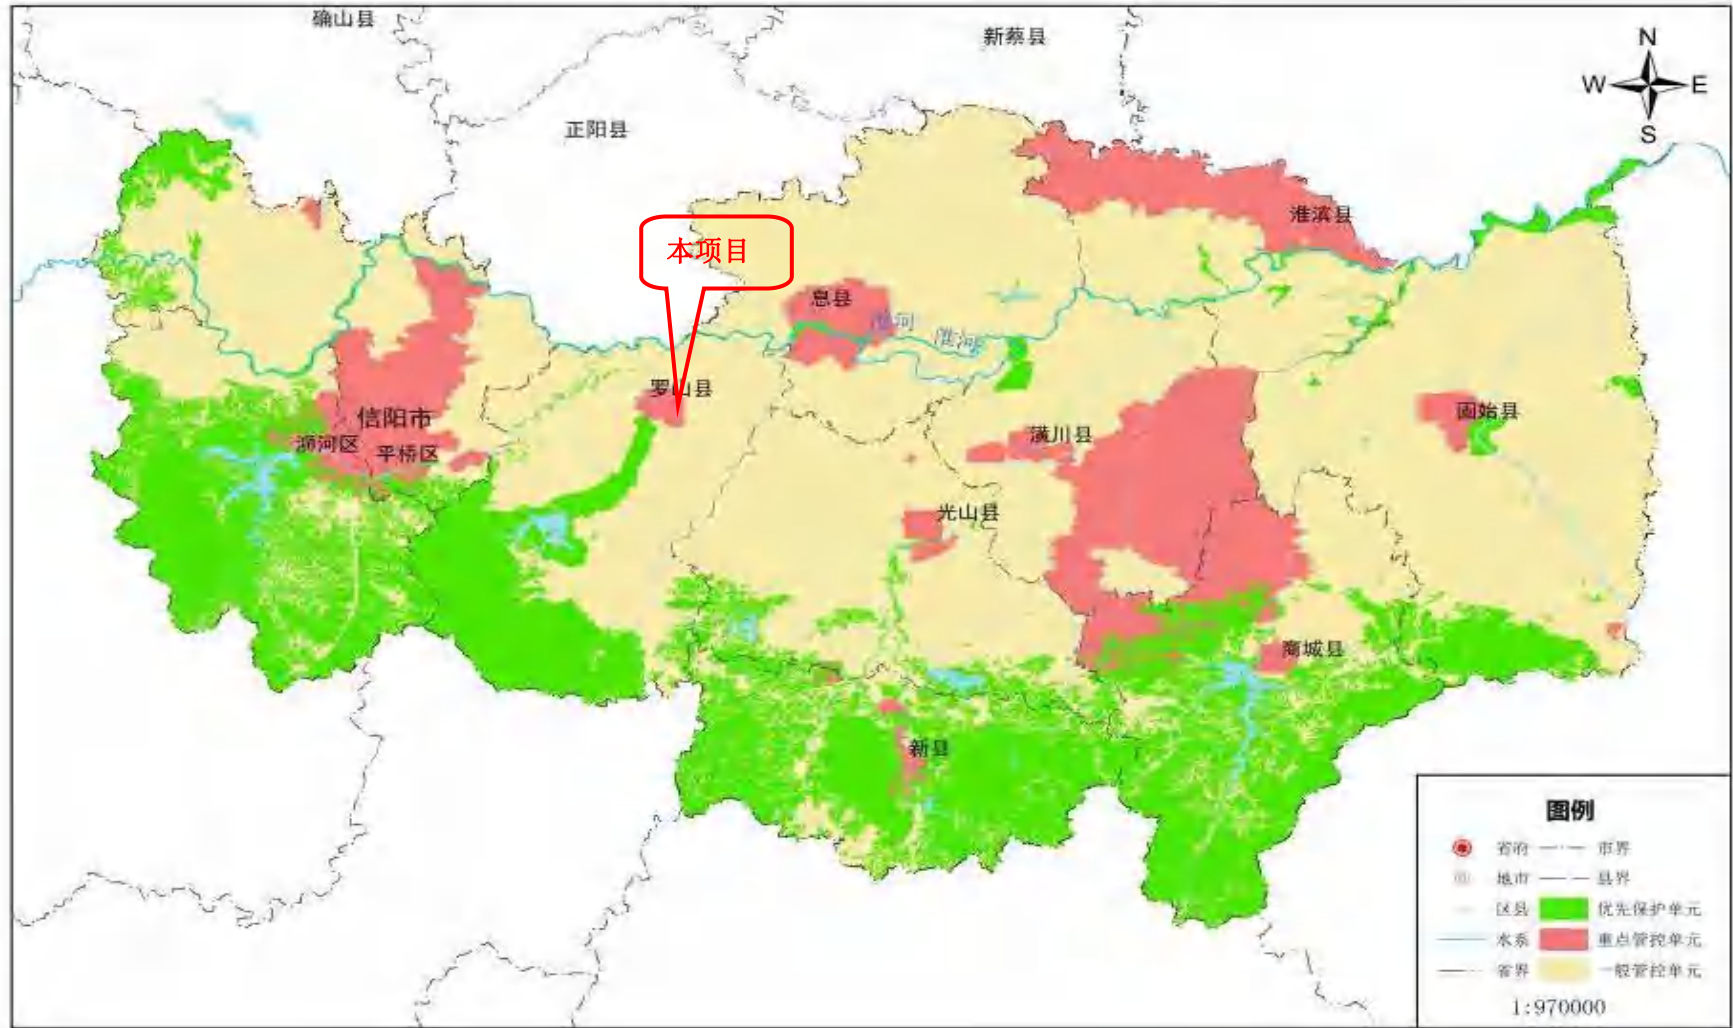 确山县
新蔡县
N
W
E
S
正阳县
淮滨县
本项目
息县
淮河
淮河
罗山县
固始县
信阳市
潢川县
浉河区
平桥区
光山县
商城县
新县
图例
省府
市界
地市
县界
区县
优先保护单元
水系
重点管控单元
省界
一般管控单元
1:970000